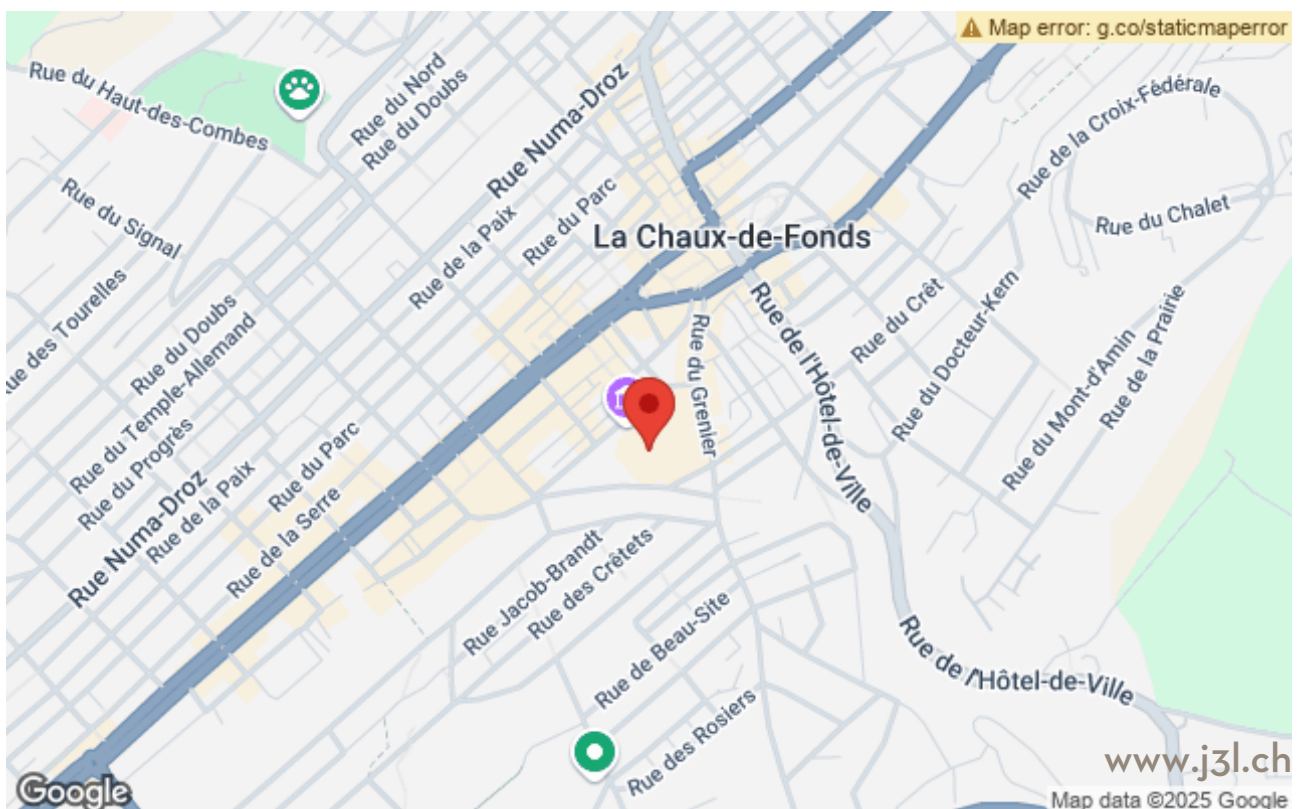 Map error: g.co/staticmaperror
Rue du Haut-des-Combes
Rue du Nord
Rue du Doubs
Rue Numa-Droz
Rue de la Croix-Fédérale
Rue du Signal
Rue du Parc
Rue de la Paix
Rue du Chalet
La Chaux-de-Fonds
ue des Tourelles
Rue du Doubs
Rue du Temple-Allemand
Rue du Progrès
Rue de l'Hôtel-de-Ville
Rue du Grenier
Rue du Crêt
Rue du Docteur-Kern
Rue du Mont-d'Amin
Rue de la Prairie
Rue Numa-Droz
Rue de la Paix
Rue du Parc
Rue de la Serre
Rue Jacob-Brandt
Rue des Crêtets
Rue de Beau-Site
Rue des Rosiers
Rue de l'Hôtel-de-Ville
www.j3l.ch
Google
Map data ©2025 Google